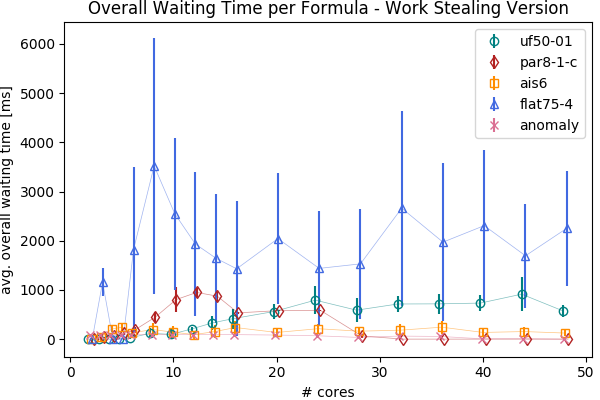 Overall Waiting Time per Formula - Work Stealing Version
avg. overall waiting time [ms]
6000
5000
4000
3000
2000
1000
0
0 10 20 30 40 50
# cores
uf50-01
par8-1-c
ais6
flat75-4
anomaly